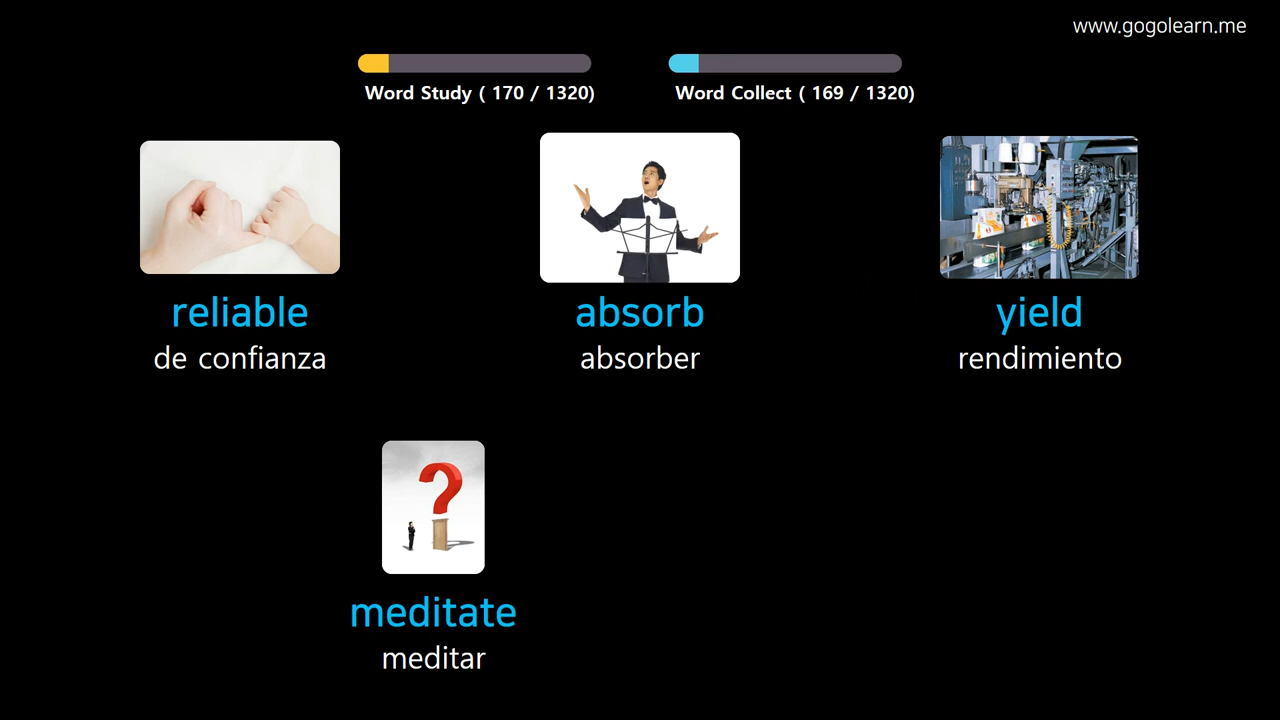 www.gogolearn.me
Word Study ( 170 / 1320)
Word Collect ( 169 / 1320)
reliable
de confianza
absorb
absorber
yield
rendimiento
meditate
meditar